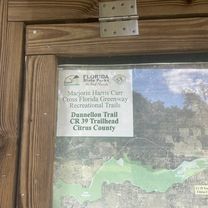 FLORIDA
State Parks
Marjorie Harris Carr
Cross Florida Greenway
Recreational Trails
Dunnellon Trail
CR 39 Trailhead
Citrus County